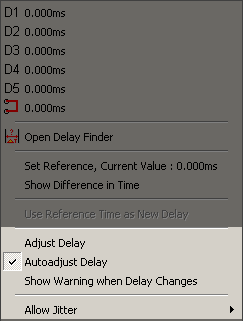 D1 0.000ms
D2 0.000ms
D3 0.000ms
D4 0.000ms
D5 0.000ms
0.000ms
Open Delay Finder
Set Reference, Current Value : 0.000ms
Show Difference in Time
Use Reference Time as New Delay
Adjust Delay
Autoadjust Delay
Show Warning when Delay Changes
Allow Jitter